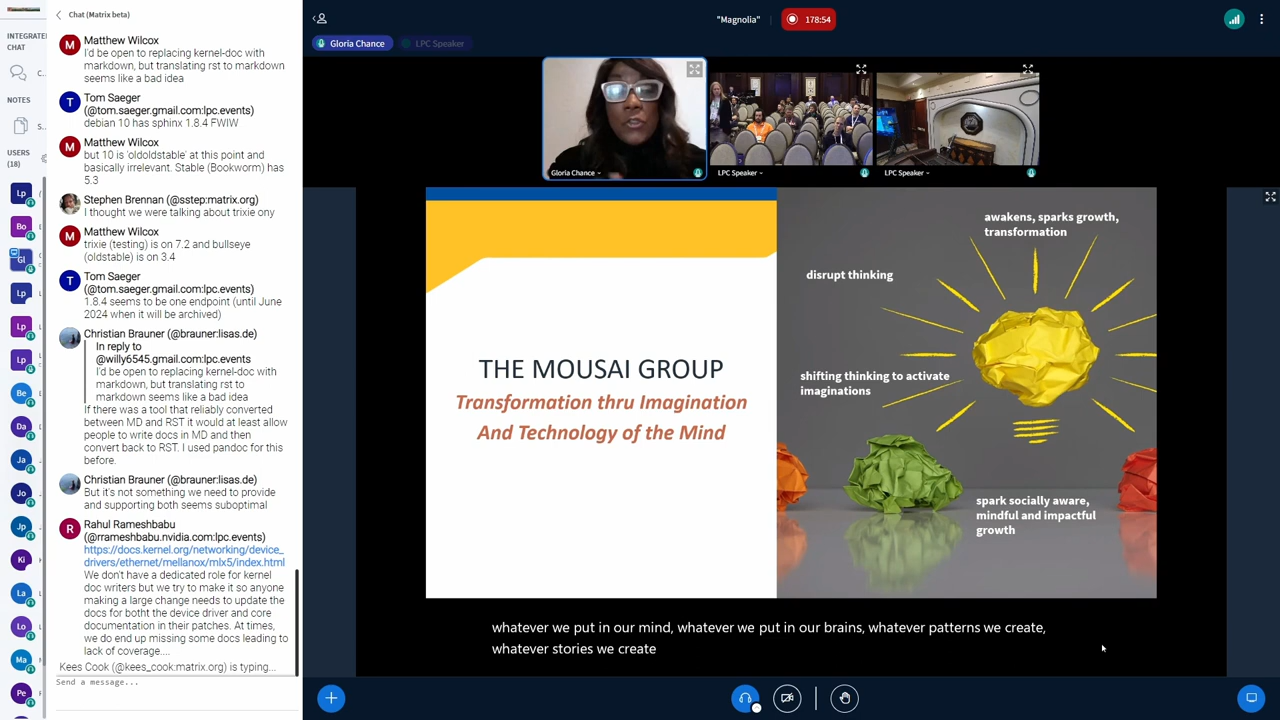 INTEGRATE
CHAT
C..
NOTES
S..
USERS
(18)
Lp
Bo
Gl
Lp
Lp
Lp
Be
Da
Ja
Jo
Jp
Ki
La
Lo
Ma
Pe
Chat (Matrix beta)
M
Matthew Wilcox
I'd be open to replacing kernel-doc with
markdown, but translating rst to markdown
seems like a bad idea
T
Tom Saeger
(@tom.saeger.gmail.com:lpc.events)
debian 10 has sphinx 1.8.4 FWIW
M
Matthew Wilcox
but 10 is 'oldoldstable' at this point and
basically irrelevant. Stable (Bookworm) has
5.3
Stephen Brennan (@sstep:matrix.org)
I thought we were talking about trixie ony
M
Matthew Wilcox
trixie (testing) is on 7.2 and bullseye
(oldstable) is on 3.4
T
Tom Saeger
(@tom.saeger.gmail.com:lpc.events)
1.8.4 seems to be one endpoint (until June
2024 when it will be archived)
Christian Brauner (@brauner:lisas.de)
In reply to
@willy6545.gmail.com:lpc.events
I'd be open to replacing kernel-doc with
markdown, but translating rst to
markdown seems like a bad idea
If there was a tool that reliably converted
between MD and RST it would at least allow
people to write docs in MD and then
convert back to RST. I used pandoc for this
before.
Christian Brauner (@brauner:lisas.de)
But it's not something we need to provide
and supporting both seems suboptimal
R
Rahul Rameshbabu
(@rrameshbabu.nvidia.com:lpc.events)
https://docs.kernel.org/networking/device_
drivers/ethernet/mellanox/mlx5/index.html
We don't have a dedicated role for kernel
doc writers but we try to make it so anyone
making a large change needs to update the
docs for botht the device driver and core
documentation in their patches. At times,
we do end up missing some docs leading to
lack of coverage....
Kees Cook (@kees_cook:matrix.org) is typing...
Send a message...
"Magnolia"
178:54
Gloria Chance
LPC Speaker
Gloria Chance
LPC Speaker
LPC Speaker
THE MOUSAI GROUP
Transformation thru Imagination
And Technology of the Mind
awakens, sparks growth,
transformation
disrupt thinking
shifting thinking to activate
imaginations
spark socially aware,
mindful and impactful
growth
whatever we put in our mind, whatever we put in our brains, whatever patterns we create,
whatever stories we create